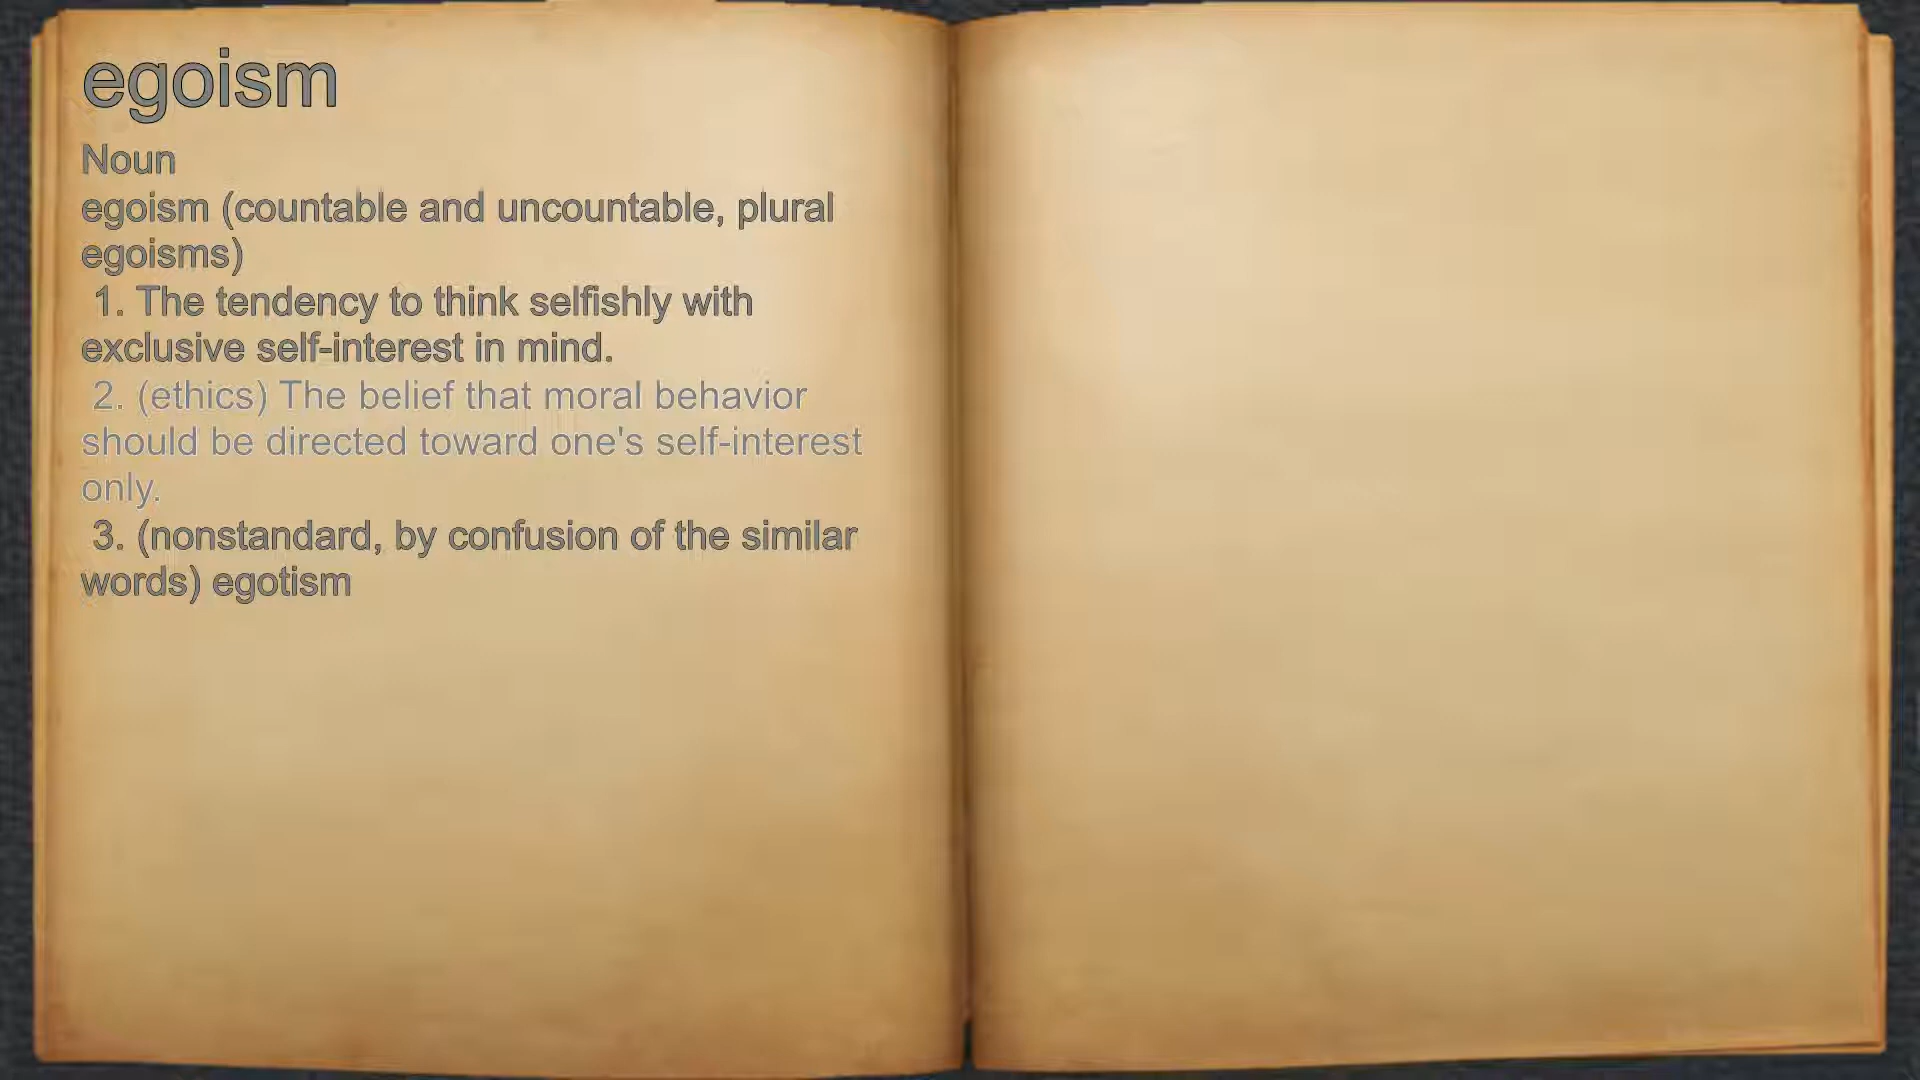 egoism
Noun
egoism (countable and uncountable, plural
egoisms)
1. The tendency to think selfishly with
exclusive self-interest in mind.
2. (ethics) The belief that moral behavior
should be directed toward one's self-interest
only.
3. (nonstandard, by confusion of the similar
words) egotism